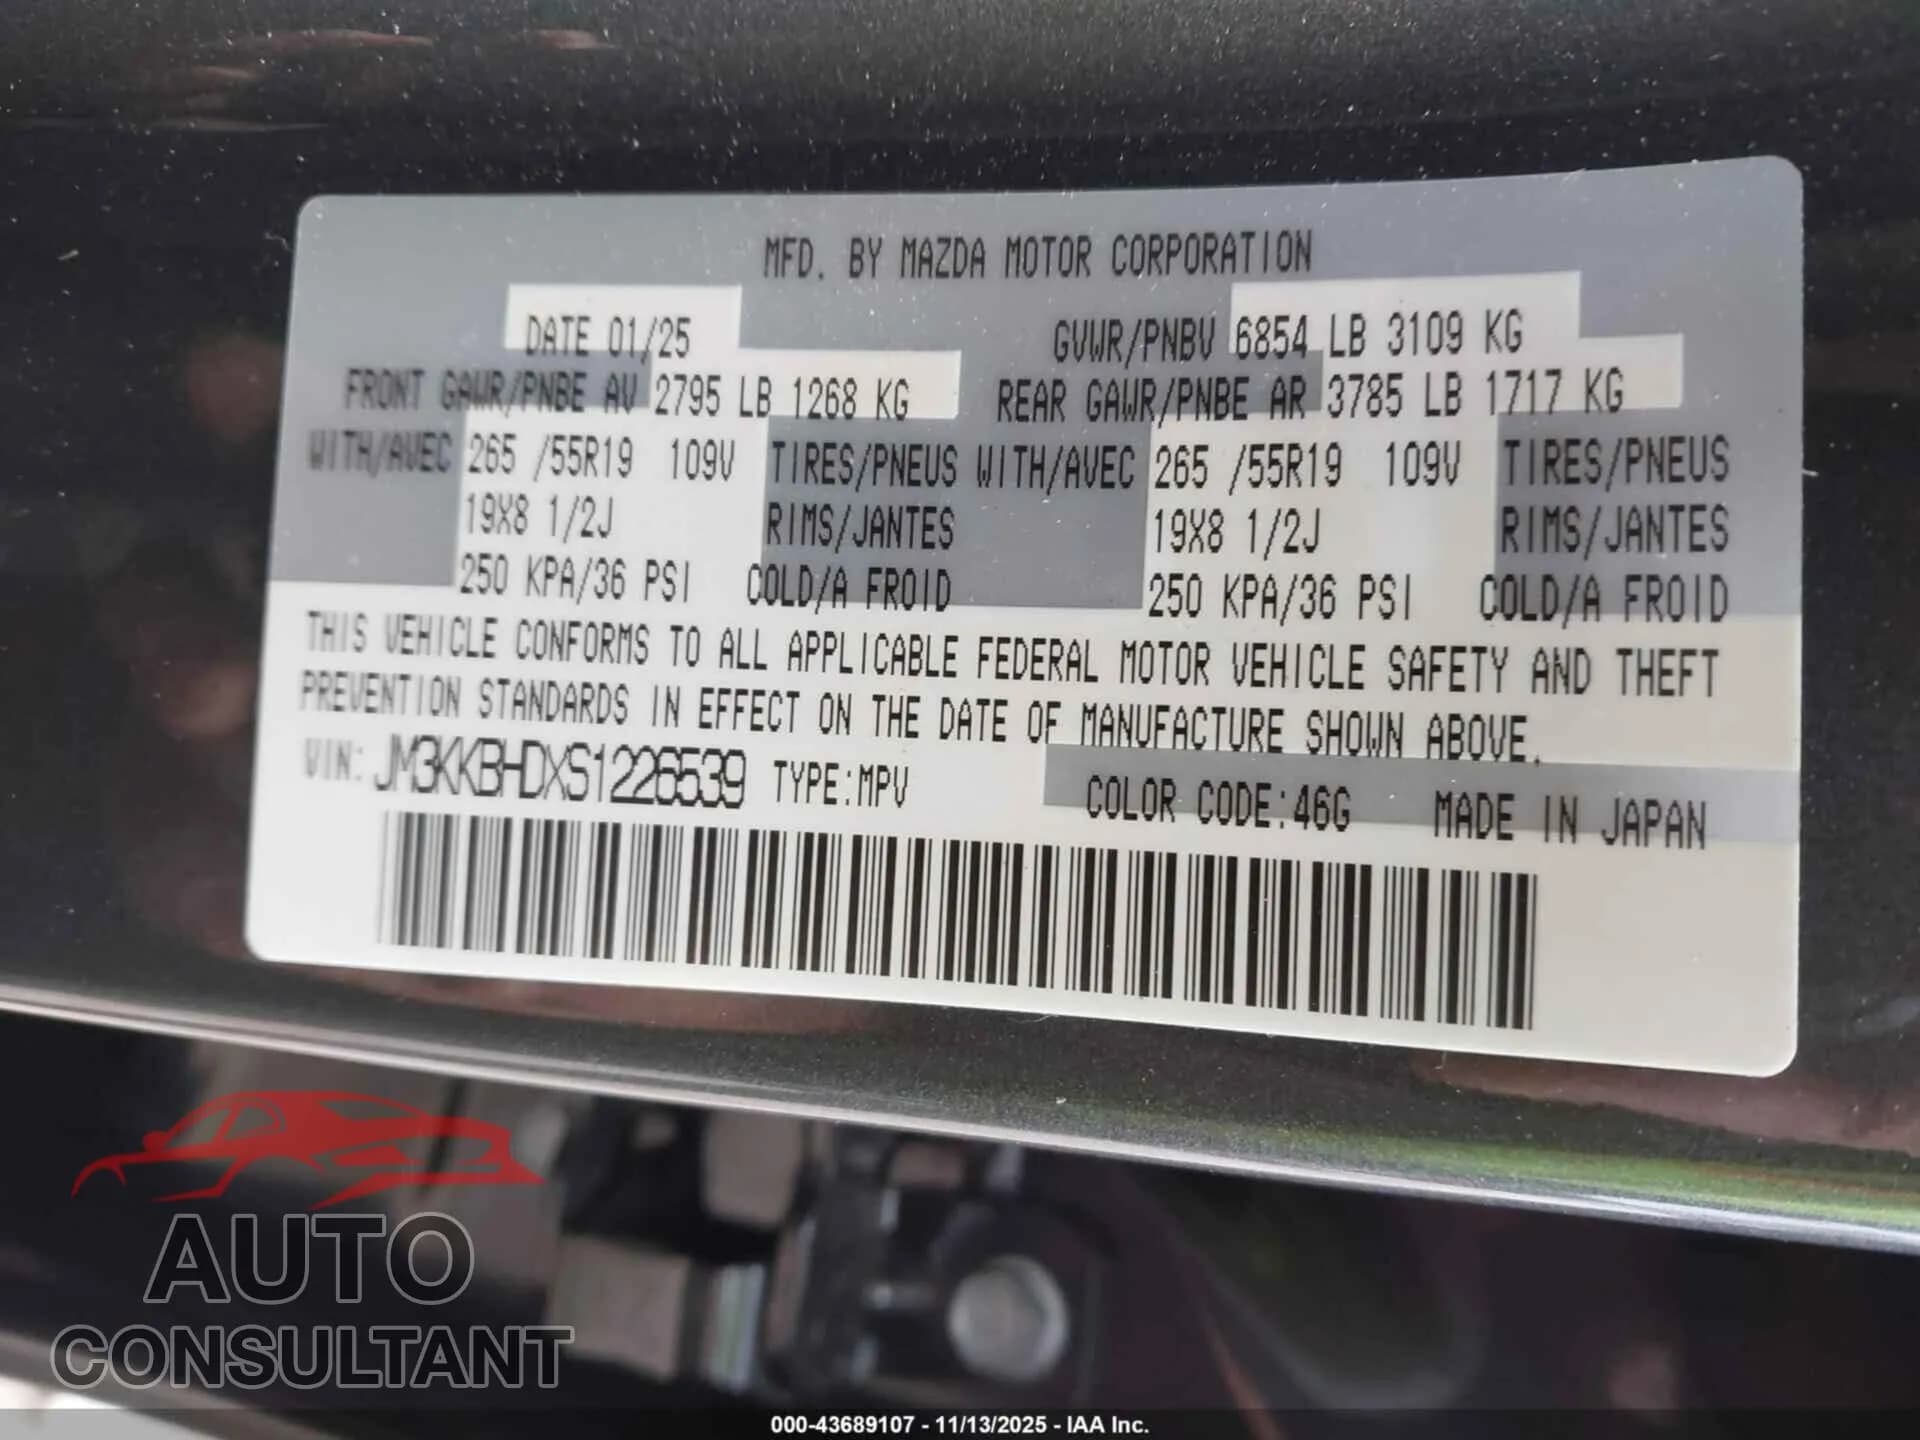 MFD. BY MAZDA MOTOR CORPORATION
DATE 01/25 GVWR/PNBV 6854 LB 3109 KG
FRONT GAWR/PNBE AV 2795 LB 1268 KG REAR GAWR/PNBE AR 3785 LB 1717 KG
WITH/AVEC 265 /55R19 109V TIRES/PNEUS WITH/AVEC 265 /55R19 109V TIRES/PNEUS
19X8 1/2J RIMS/JANTES 19X8 1/2J RIMS/JANTES
250 KPA/36 PSI COLD/A FROID 250 KPA/36 PSI COLD/A FROID
THIS VEHICLE CONFORMS TO ALL APPLICABLE FEDERAL MOTOR VEHICLE SAFETY AND THEFT
PREVENTION STANDARDS IN EFFECT ON THE DATE OF MANUFACTURE SHOWN ABOVE.
VIN: JM3KKBHDXS1226539 TYPE:MPV COLOR CODE:46G MADE IN JAPAN
AUTO
CONSULTANT
000-43689107 - 11/13/2025 - IAA Inc.